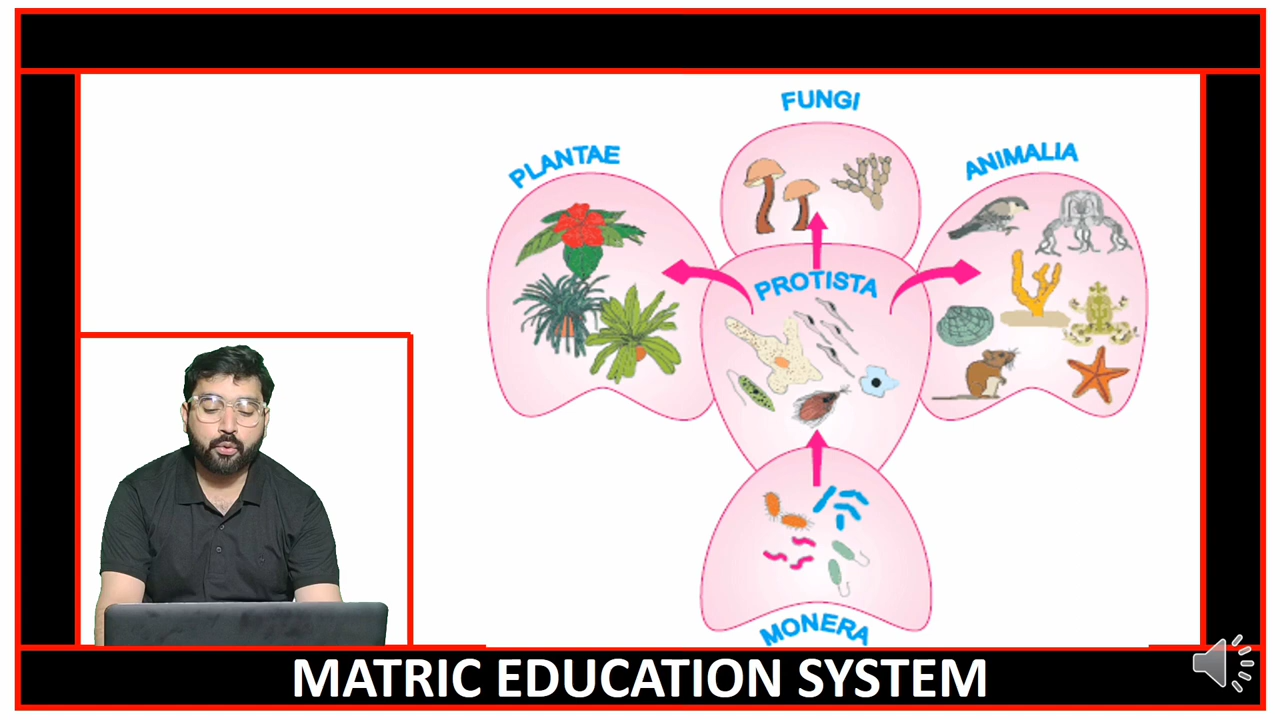 FUNGI
PLANTAE
ANIMALIA
PROTISTA
MONERA
MATRIC EDUCATION SYSTEM